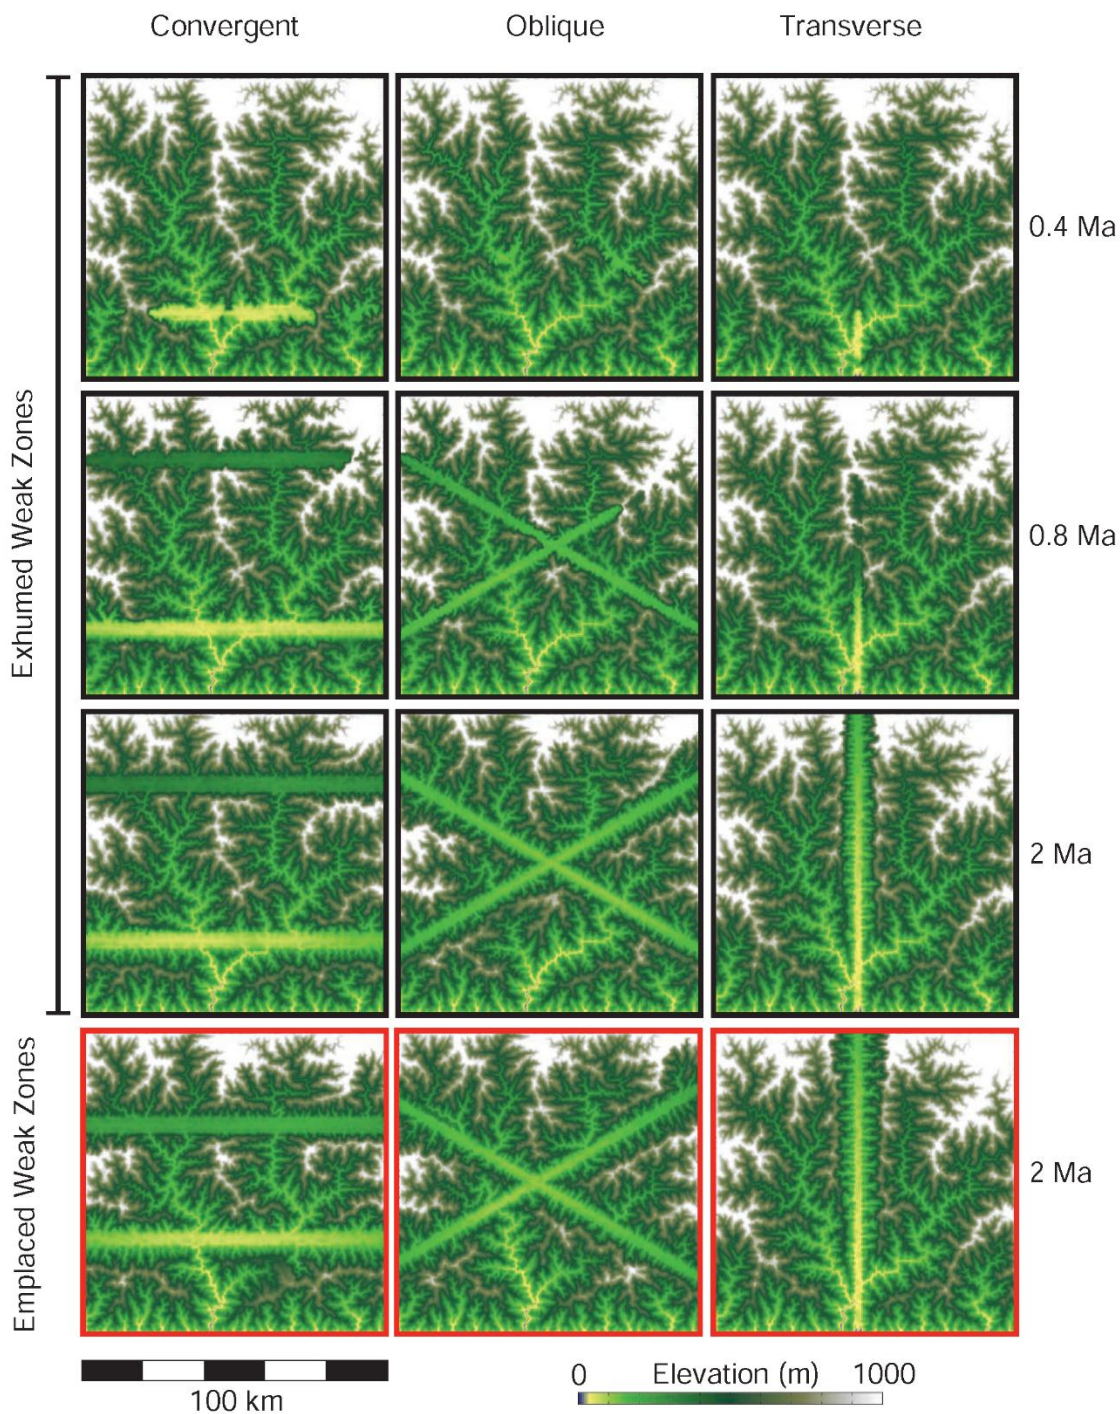 Convergent Oblique Transverse
0.4 Ma
Exhumed Weak Zones
0.8 Ma
2 Ma
Emplaced Weak Zones
2 Ma
0 Elevation (m) 1000
100 km